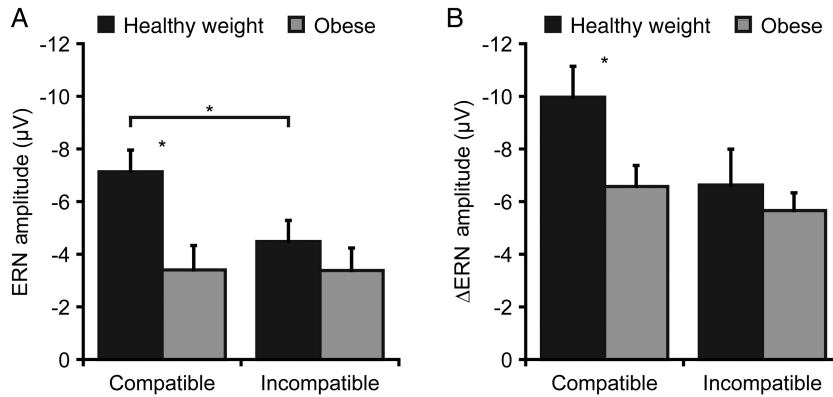 A
Healthy weight
Obese
-12
-10
-8
-6
-4
-2
0
ERN amplitude (µV)
*
*
Compatible
Incompatible
B
Healthy weight
Obese
-12
-10
-8
-6
-4
-2
0
ΔERN amplitude (µV)
*
Compatible
Incompatible